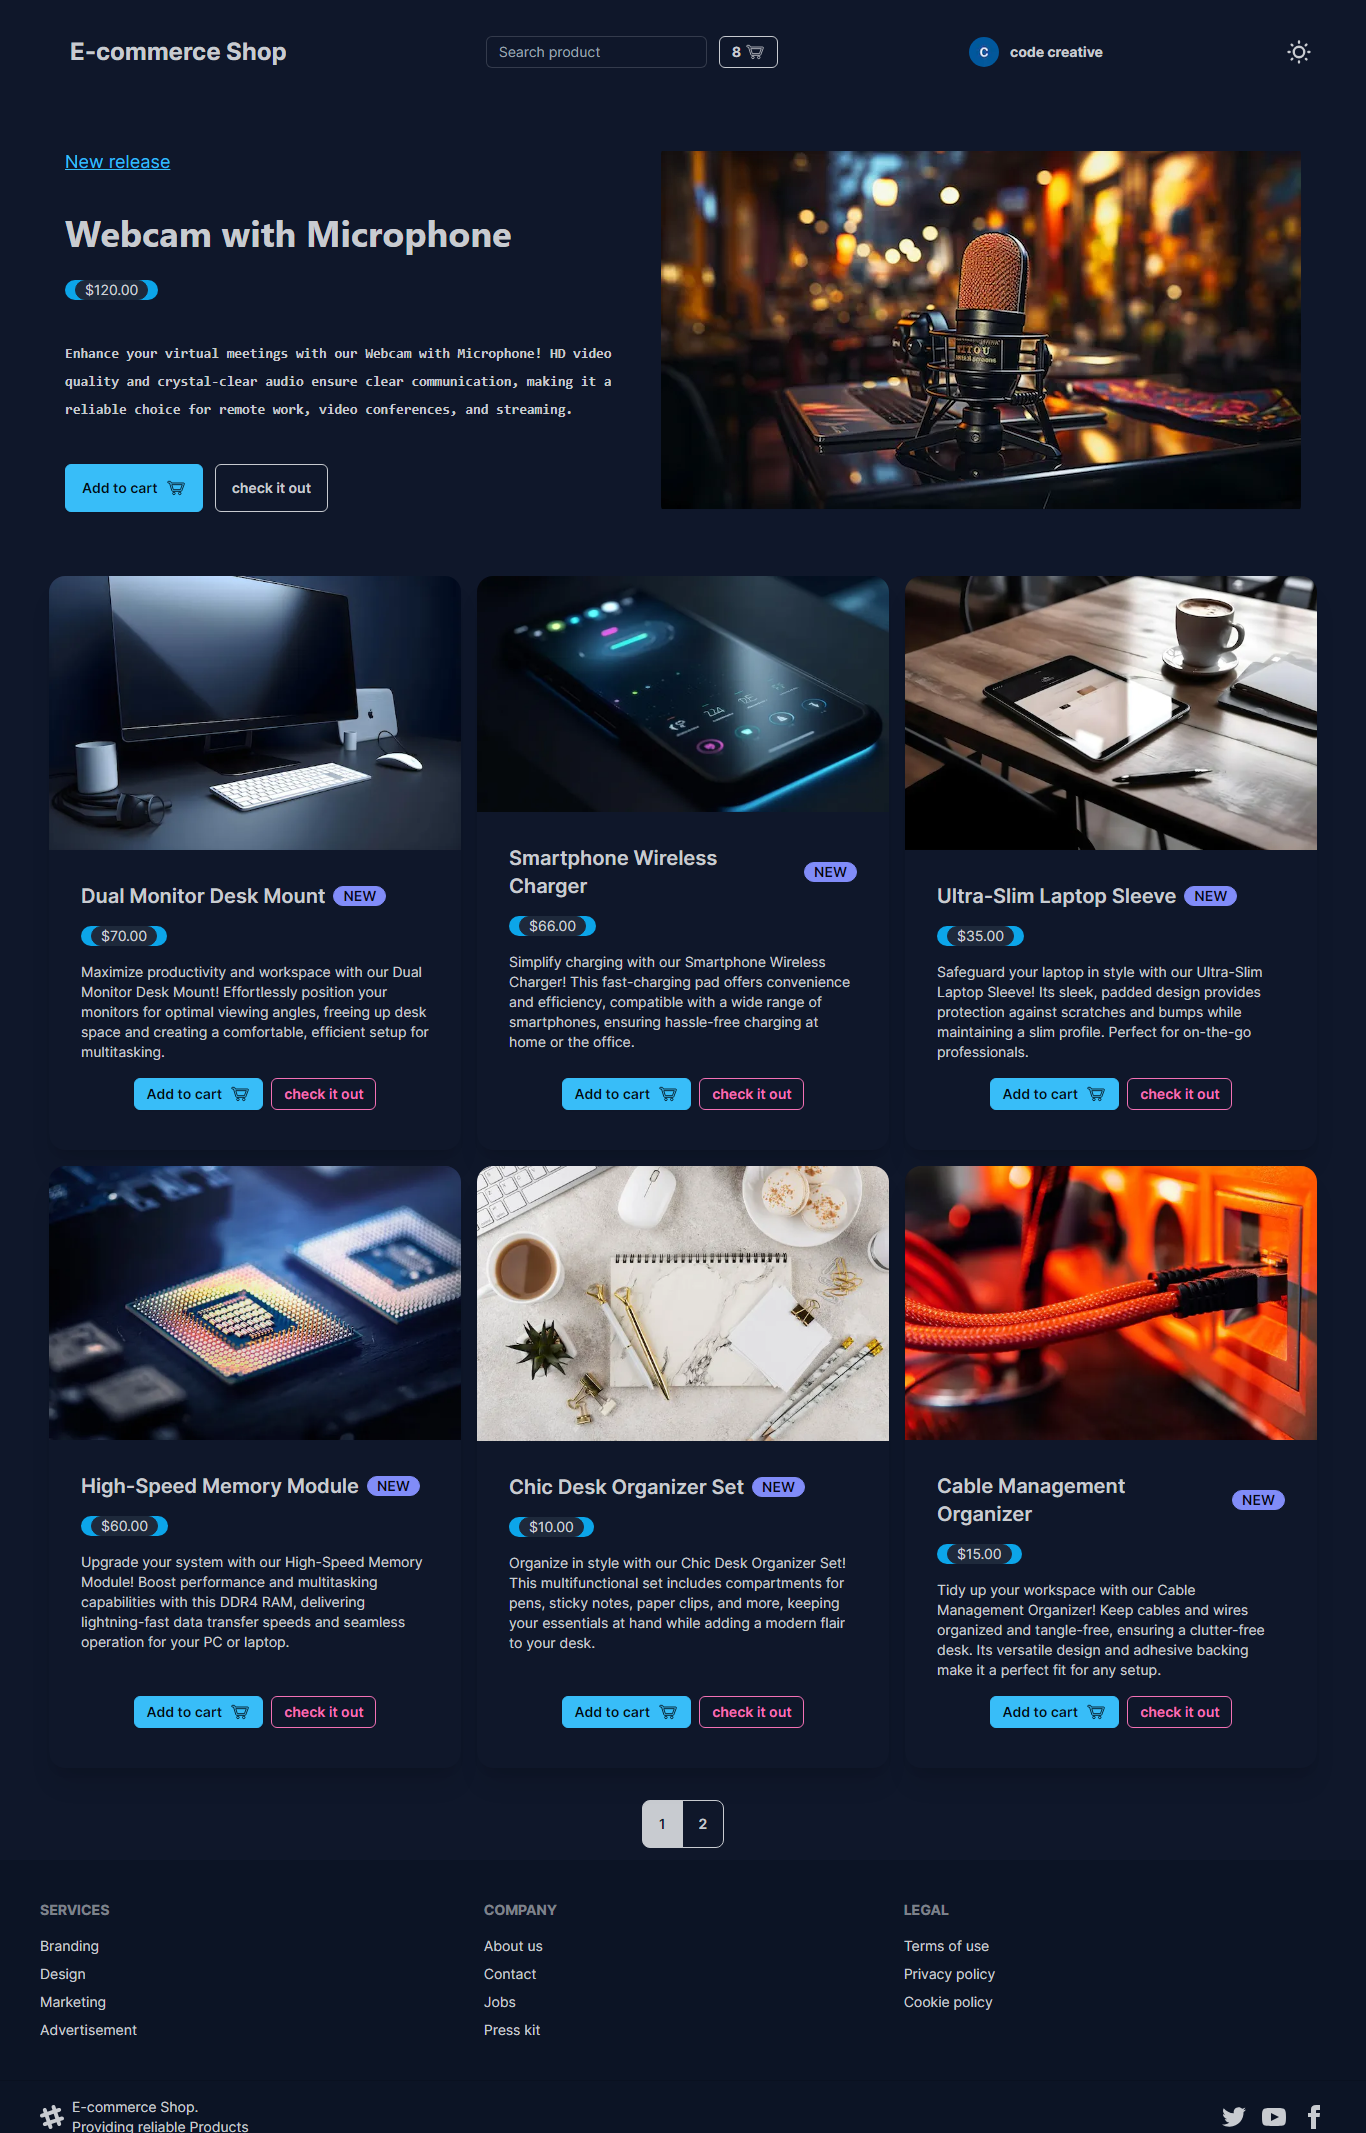 E-commerce Shop
Search product
8
C
code creative
New release
Webcam with Microphone
$120.00
Enhance your virtual meetings with our Webcam with Microphone! HD video
quality and crystal-clear audio ensure clear communication, making it a
reliable choice for remote work, video conferences, and streaming.
Add to cart
check it out
Dual Monitor Desk Mount
NEW
$70.00
Maximize productivity and workspace with our Dual
Monitor Desk Mount! Effortlessly position your
monitors for optimal viewing angles, freeing up desk
space and creating a comfortable, efficient setup for
multitasking.
Add to cart
check it out
Smartphone Wireless
Charger
NEW
$66.00
Simplify charging with our Smartphone Wireless
Charger! This fast-charging pad offers convenience
and efficiency, compatible with a wide range of
smartphones, ensuring hassle-free charging at
home or the office.
Add to cart
check it out
Ultra-Slim Laptop Sleeve
NEW
$35.00
Safeguard your laptop in style with our Ultra-Slim
Laptop Sleeve! Its sleek, padded design provides
protection against scratches and bumps while
maintaining a slim profile. Perfect for on-the-go
professionals.
Add to cart
check it out
High-Speed Memory Module
NEW
$60.00
Upgrade your system with our High-Speed Memory
Module! Boost performance and multitasking
capabilities with this DDR4 RAM, delivering
lightning-fast data transfer speeds and seamless
operation for your PC or laptop.
Add to cart
check it out
Chic Desk Organizer Set
NEW
$10.00
Organize in style with our Chic Desk Organizer Set!
This multifunctional set includes compartments for
pens, sticky notes, paper clips, and more, keeping
your essentials at hand while adding a modern flair
to your desk.
Add to cart
check it out
Cable Management
Organizer
NEW
$15.00
Tidy up your workspace with our Cable
Management Organizer! Keep cables and wires
organized and tangle-free, ensuring a clutter-free
desk. Its versatile design and adhesive backing
make it a perfect fit for any setup.
Add to cart
check it out
1
2
SERVICES
Branding
Design
Marketing
Advertisement
COMPANY
About us
Contact
Jobs
Press kit
LEGAL
Terms of use
Privacy policy
Cookie policy
E-commerce Shop.
Providing reliable Products